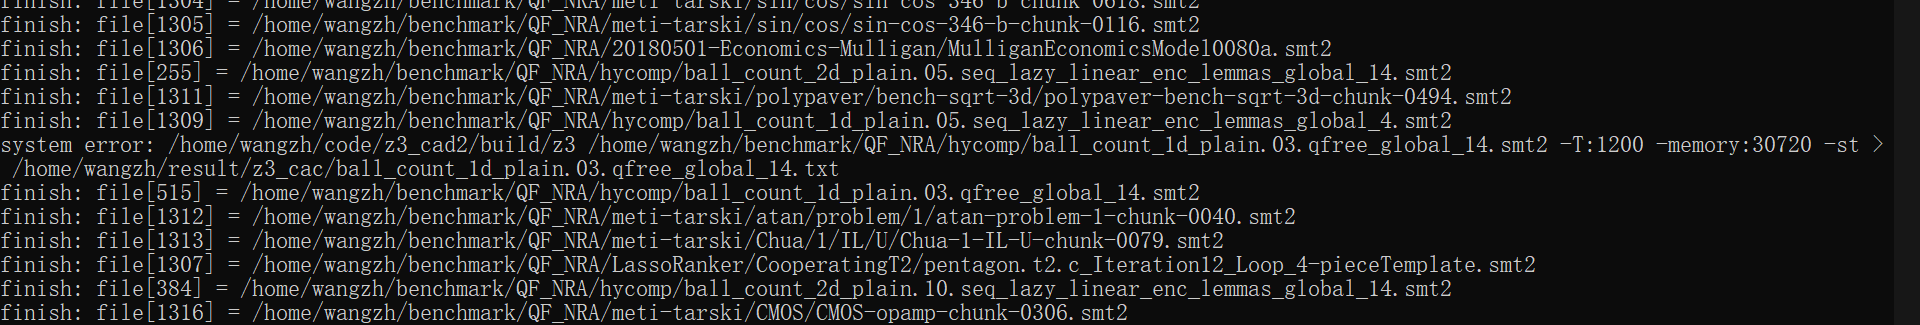 finish: file[1304] = /home/wangzh/benchmark/QF_NRA/meti-tarski/sin/cos/sin-cos-346-b-chunk-0618.smt2
finish: file[1305] = /home/wangzh/benchmark/QF_NRA/meti-tarski/sin/cos/sin-cos-346-b-chunk-0116.smt2
finish: file[1306] = /home/wangzh/benchmark/QF_NRA/20180501-Economics-Mulligan/MulliganEconomicsModel0080a.smt2
finish: file[255] = /home/wangzh/benchmark/QF_NRA/hycomp/ball_count_2d_plain.05.seq_lazy_linear_enc_lemmas_global_14.smt2
finish: file[1311] = /home/wangzh/benchmark/QF_NRA/meti-tarski/polypaver/bench-sqrt-3d/polypaver-bench-sqrt-3d-chunk-0494.smt2
finish: file[1309] = /home/wangzh/benchmark/QF_NRA/hycomp/ball_count_1d_plain.05.seq_lazy_linear_enc_lemmas_global_4.smt2
system error: /home/wangzh/code/z3_cad2/build/z3 /home/wangzh/benchmark/QF_NRA/hycomp/ball_count_1d_plain.03.qfree_global_14.smt2 -T:1200 -memory:30720 -st >
/home/wangzh/result/z3_cac/ball_count_1d_plain.03.qfree_global_14.txt
finish: file[515] = /home/wangzh/benchmark/QF_NRA/hycomp/ball_count_1d_plain.03.qfree_global_14.smt2
finish: file[1312] = /home/wangzh/benchmark/QF_NRA/meti-tarski/atan/problem/1/atan-problem-1-chunk-0040.smt2
finish: file[1313] = /home/wangzh/benchmark/QF_NRA/meti-tarski/Chua/1/IL/U/Chua-1-IL-U-chunk-0079.smt2
finish: file[1307] = /home/wangzh/benchmark/QF_NRA/LassoRanker/CooperatingT2/pentagon.t2.c_Iteration12_Loop_4-pieceTemplate.smt2
finish: file[384] = /home/wangzh/benchmark/QF_NRA/hycomp/ball_count_2d_plain.10.seq_lazy_linear_enc_lemmas_global_14.smt2
finish: file[1316] = /home/wangzh/benchmark/QF_NRA/meti-tarski/CMOS/CMOS-opamp-chunk-0306.smt2